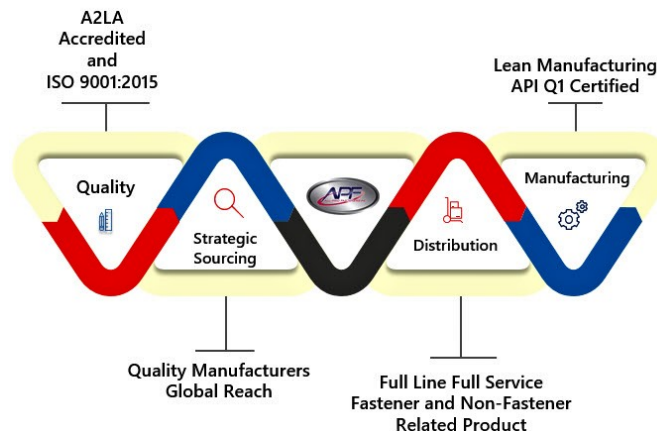 A2LA
Accredited
and
ISO 9001:2015
Lean Manufacturing
API Q1 Certified
Quality
Strategic
Sourcing
APF
Distribution
Manufacturing
Quality Manufacturers
Global Reach
Full Line Full Service
Fastener and Non-Fastener
Related Product